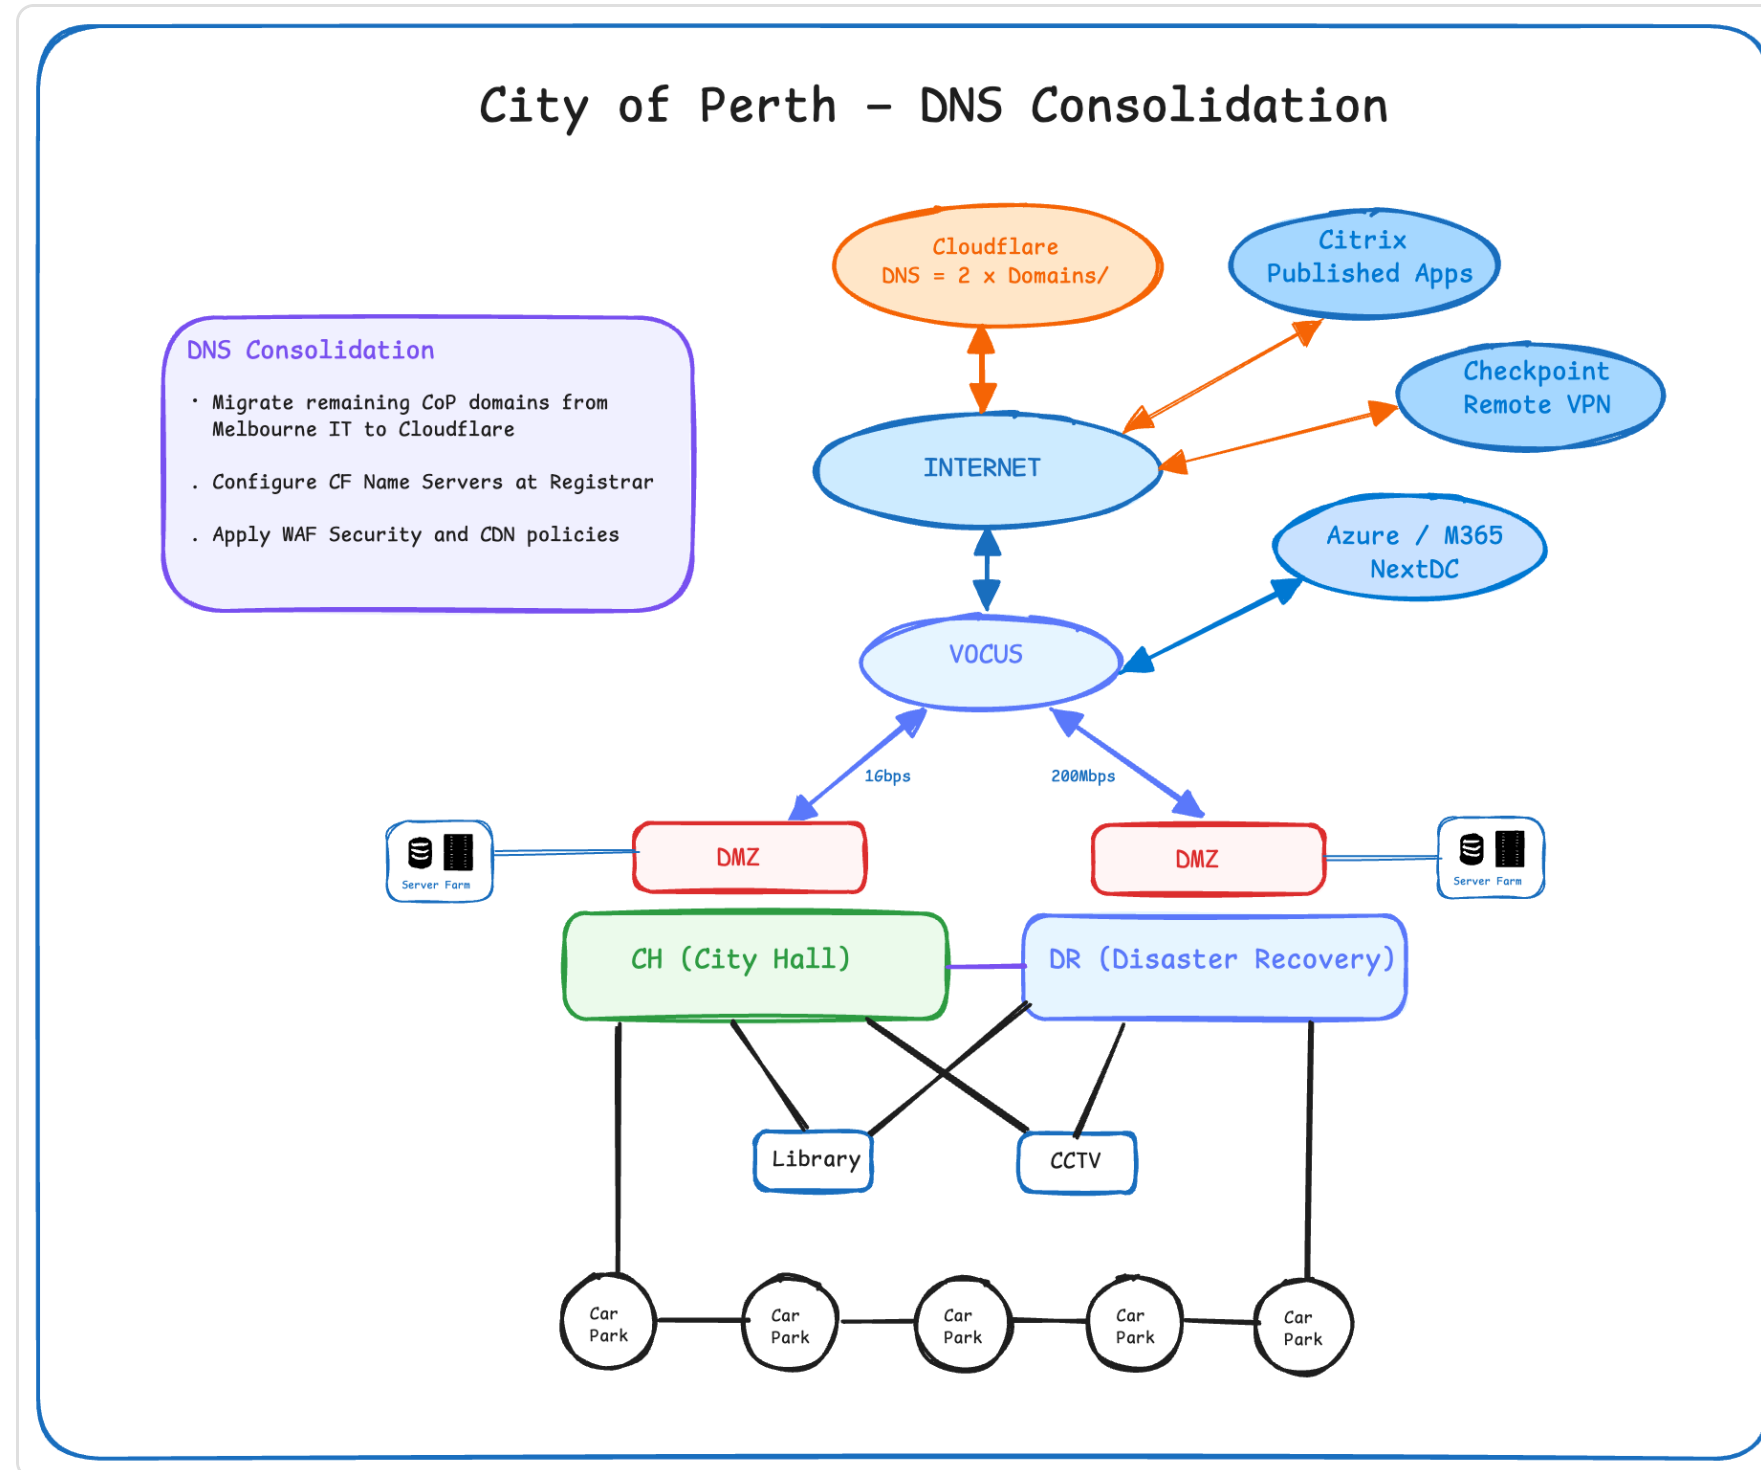 City of Perth – DNS Consolidation
Cloudflare
DNS = 2 x Domains/
Citrix
Published Apps
DNS Consolidation
· Migrate remaining CoP domains from
Melbourne IT to Cloudflare
. Configure CF Name Servers at Registrar
. Apply WAF Security and CDN policies
Checkpoint
Remote VPN
INTERNET
Azure / M365
NextDC
VOCUS
1Gbps
200Mbps
Server Farm
DMZ
DMZ
Server Farm
CH (City Hall)
DR (Disaster Recovery)
Library
CCTV
Car
Park
Car
Park
Car
Park
Car
Park
Car
Park